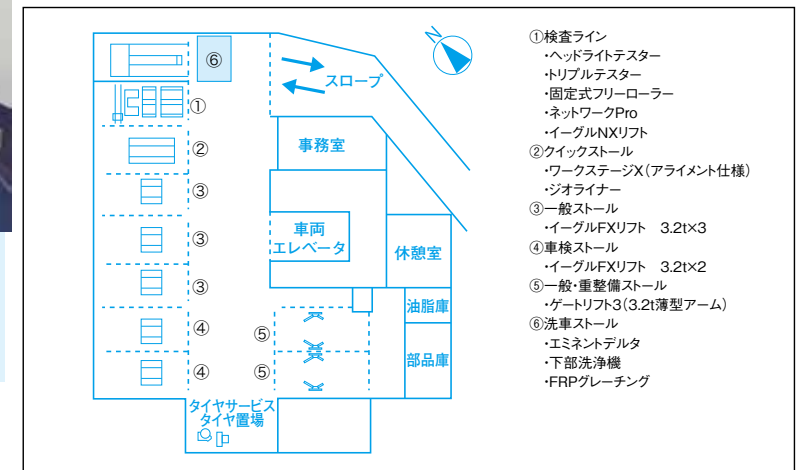 ⑥
N
スロープ
①
事務室
②
③
③
車両
エレベータ
休憩室
③
油脂庫
④
⑤
部品庫
④
⑤
タイヤサービス
タイヤ置場
①検査ライン
・ヘッドライトテスター
・トリプルテスター
・固定式フリーローラー
・ネットワークPro
・イーグルNXリフト
②クイックストール
・ワークステージX(アライメント仕様)
・ジオライナー
③一般ストール
・イーグルFXリフト　3.2t×3
④車検ストール
・イーグルFXリフト　3.2t×2
⑤一般・重整備ストール
・ゲートリフト3(3.2t薄型アーム)
⑥洗車ストール
・エミネントデルタ
・下部洗浄機
・FRPグレーチング